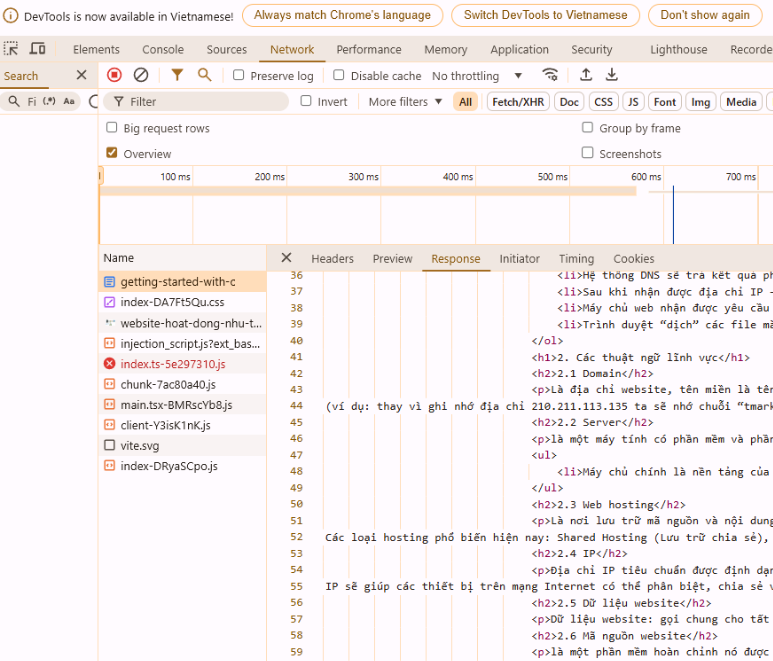 DevTools is now available in Vietnamese! Always match Chrome's language Switch DevTools to Vietnamese Don't show again
Elements Console Sources Network Performance Memory Application Security Lighthouse Recorde
Search Preserve log Disable cache No throttling
Fi (.*) Aa Filter Invert More filters All Fetch/XHR Doc CSS JS Font Img Media
Big request rows Group by frame
Overview Screenshots
100 ms 200 ms 300 ms 400 ms 500 ms 600 ms 700 ms
Name Headers Preview Response Initiator Timing Cookies
getting-started-with-c
index-DA7Ft5Qu.css
website-hoat-dong-nhu-t...
injection_script.js?ext_bas...
index.ts-5e297310.js
chunk-7ac80a40.js
main.tsx-BMRscYb8.js
client-Y3isK1nK.js
vite.svg
index-DRyaSCpo.js
36 <li>Hệ thống DNS sẽ trả kết quả ph
37 <li>Sau khi nhận được địa chỉ IP -
38 <li>Máy chủ web nhận được yêu cầu
39 <li>Trình duyệt “dịch” các file mã
40 </ol>
41 <h1>2. Các thuật ngữ lĩnh vực</h1>
42 <h2>2.1 Domain</h2>
43 <p>Là địa chỉ website, tên miền là tên
44 (ví dụ: thay vì ghi nhớ địa chỉ 210.211.113.135 ta sẽ nhớ chuỗi “tmark
45 <h2>2.2 Server</h2>
46 <p>là một máy tính có phần mềm và phần
47 <ul>
48 <li>Máy chủ chính là nền tảng của
49 </ul>
50 <h2>2.3 Web hosting</h2>
51 <p>Là nơi lưu trữ mã nguồn và nội dung
52 Các loại hosting phổ biến hiện nay: Shared Hosting (Lưu trữ chia sẻ),
53 <h2>2.4 IP</h2>
54 <p>Địa chỉ IP tiêu chuẩn được định dạn
55 IP sẽ giúp các thiết bị trên mạng Internet có thể phân biệt, chia sẻ v
56 <h2>2.5 Dữ liệu website</h2>
57 <p>Dữ liệu website: gọi chung cho tất
58 <h2>2.6 Mã nguồn website</h2>
59 <p>là một phần mềm hoàn chỉnh nó được